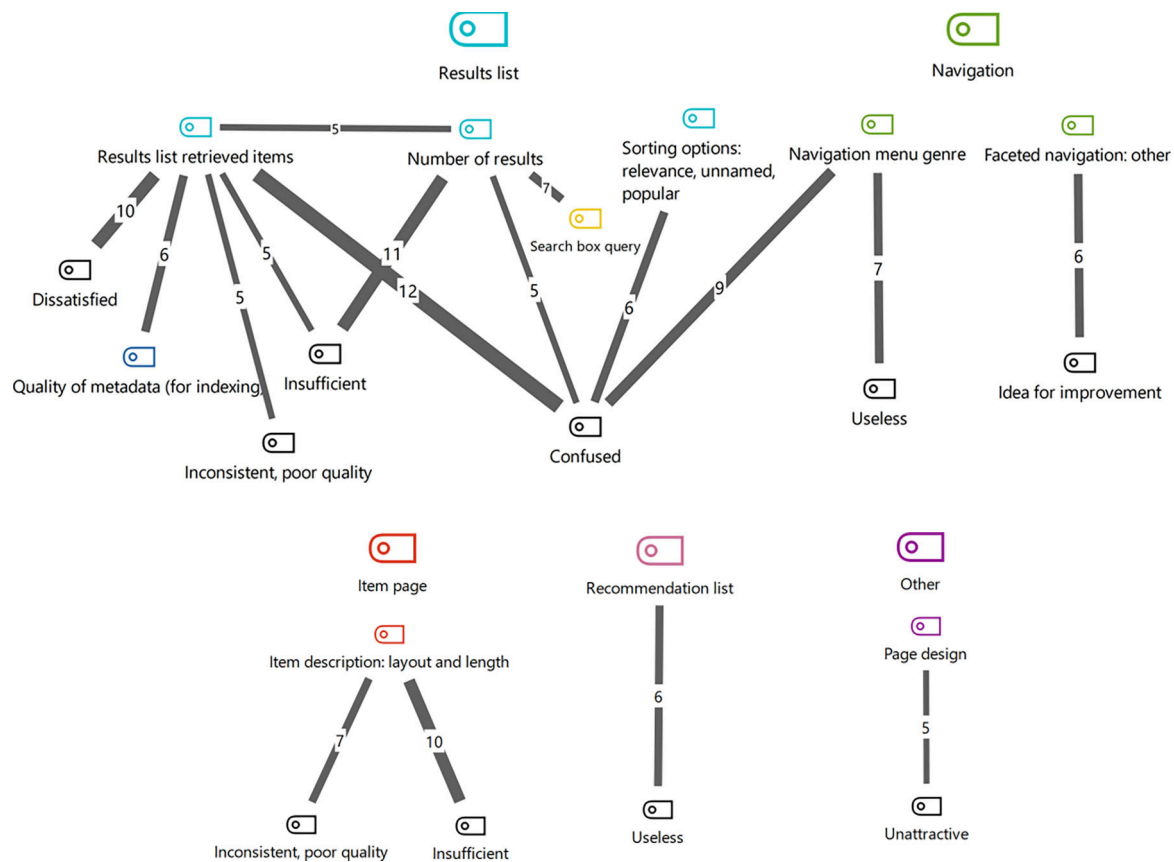 Results list
Navigation
5
Results list retrieved items
Number of results
Sorting options:
relevance, unnamed,
popular
Navigation menu genre
Faceted navigation: other
10
6
5
5
11
12
7
Search box query
5
6
9
7
6
Dissatisfied
Quality of metadata (for indexing)
Insufficient
Inconsistent, poor quality
Confused
Useless
Idea for improvement
Item page
Recommendation list
Other
Item description: layout and length
Page design
7
10
6
5
Inconsistent, poor quality
Insufficient
Useless
Unattractive